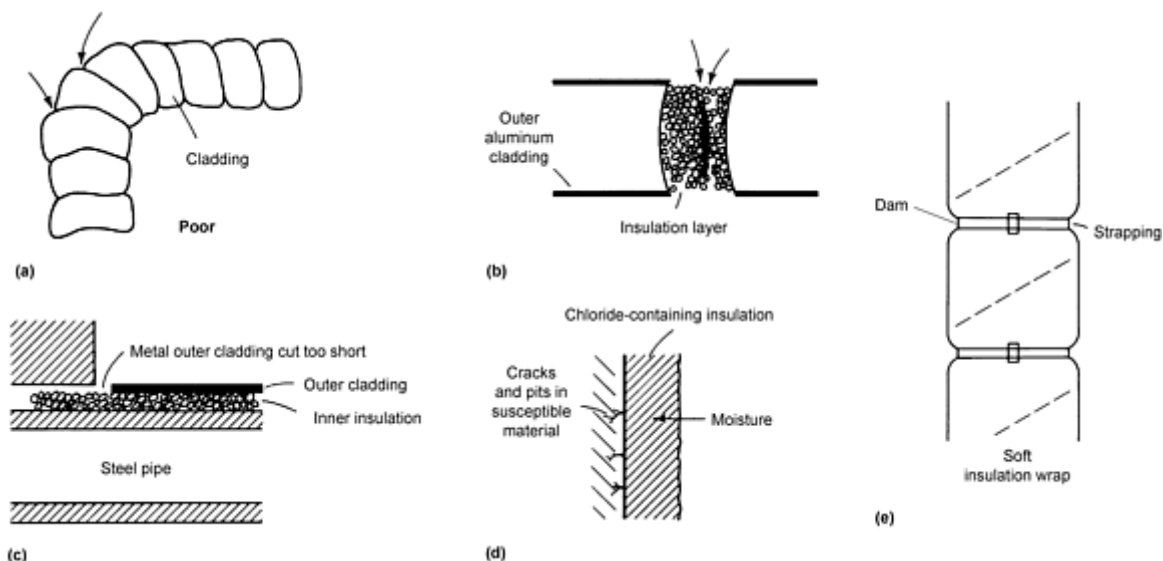 Cladding
Poor
(a)
Outer
aluminum
cladding
Insulation layer
(b)
Metal outer cladding cut too short
Outer cladding
Inner insulation
Steel pipe
(c)
Chloride-containing insulation
Cracks
and pits in
susceptible
material
Moisture
(d)
Dam
Strapping
Soft
insulation wrap
(e)